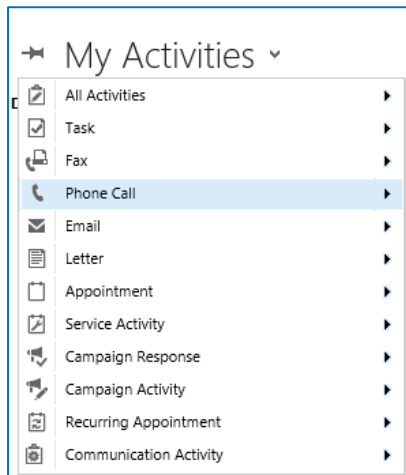 My Activities
All Activities
Task
Fax
Phone Call
Email
Letter
Appointment
Service Activity
Campaign Response
Campaign Activity
Recurring Appointment
Communication Activity